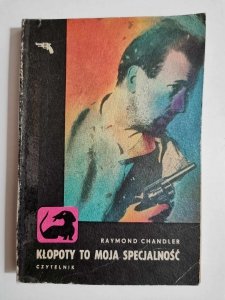 RAYMOND CHANDLER
KŁOPOTY TO MOJA SPECJALNOŚĆ
CZYTELNIK